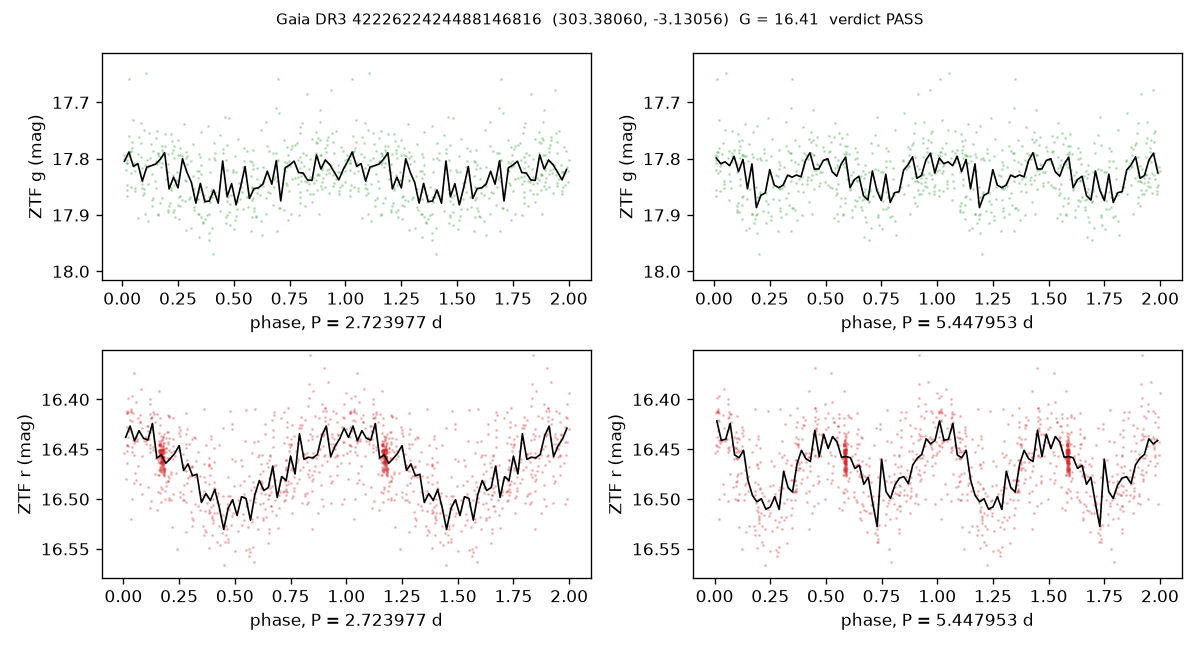 Gaia DR3 4222622424488146816 (303.38060, -3.13056) G = 16.41 verdict PASS
ZTF g (mag)
17.7
17.8
17.9
18.0
0.00 0.25 0.50 0.75 1.00 1.25 1.50 1.75 2.00
phase, P = 2.723977 d
ZTF g (mag)
17.7
17.8
17.9
18.0
0.00 0.25 0.50 0.75 1.00 1.25 1.50 1.75 2.00
phase, P = 5.447953 d
ZTF r (mag)
16.40
16.45
16.50
16.55
0.00 0.25 0.50 0.75 1.00 1.25 1.50 1.75 2.00
phase, P = 2.723977 d
ZTF r (mag)
16.40
16.45
16.50
16.55
0.00 0.25 0.50 0.75 1.00 1.25 1.50 1.75 2.00
phase, P = 5.447953 d